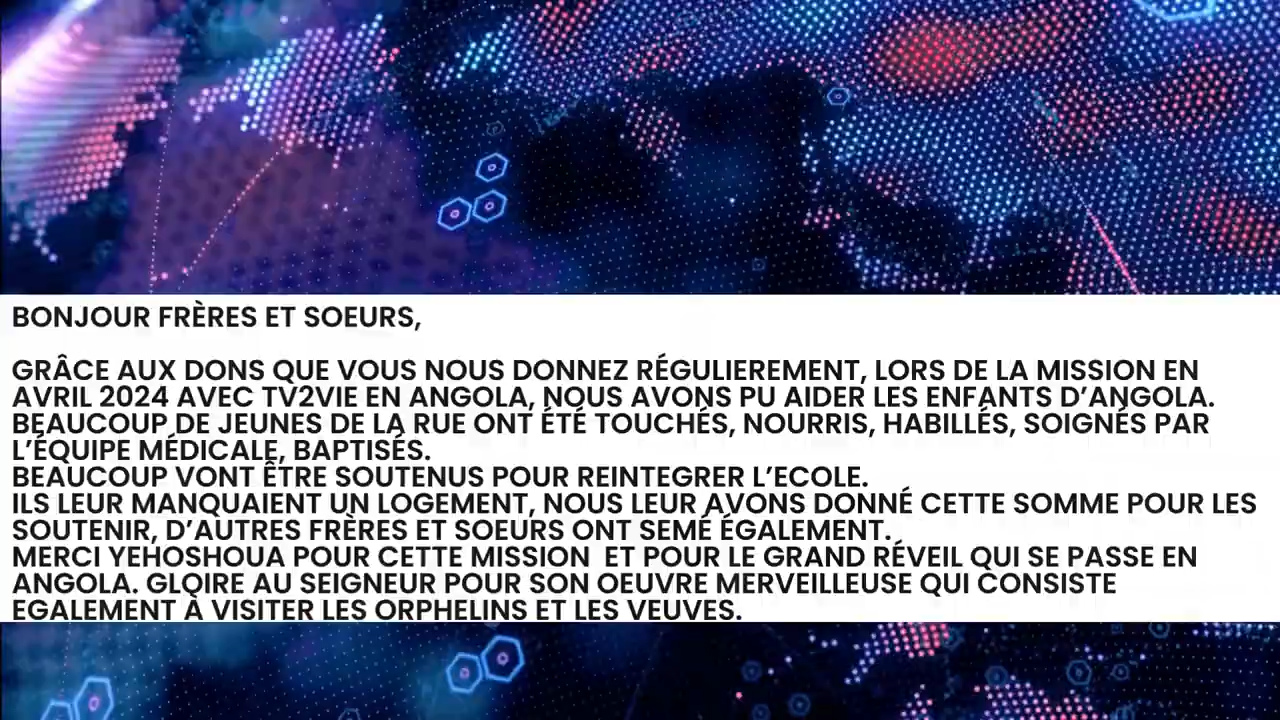 BONJOUR FRÈRES ET SOEURS,
GRÂCE AUX DONS QUE VOUS NOUS DONNEZ RÉGULIEREMENT, LORS DE LA MISSION EN
AVRIL 2024 AVEC TV2VIE EN ANGOLA, NOUS AVONS PU AIDER LES ENFANTS D’ANGOLA.
BEAUCOUP DE JEUNES DE LA RUE ONT ÉTÉ TOUCHÉS, NOURRIS, HABILLÉS, SOIGNÉS PAR
L’ÉQUIPE MÉDICALE, BAPTISÉS.
BEAUCOUP VONT ÊTRE SOUTENUS POUR REINTEGRER L’ECOLE.
ILS LEUR MANQUAIENT UN LOGEMENT, NOUS LEUR AVONS DONNÉ CETTE SOMME POUR LES
SOUTENIR, D’AUTRES FRÈRES ET SOEURS ONT SEMÉ ÉGALEMENT.
MERCI YEHOSHOUA POUR CETTE MISSION  ET POUR LE GRAND RÉVEIL QUI SE PASSE EN
ANGOLA. GLOIRE AU SEIGNEUR POUR SON OEUVRE MERVEILLEUSE QUI CONSISTE
EGALEMENT À VISITER LES ORPHELINS ET LES VEUVES.